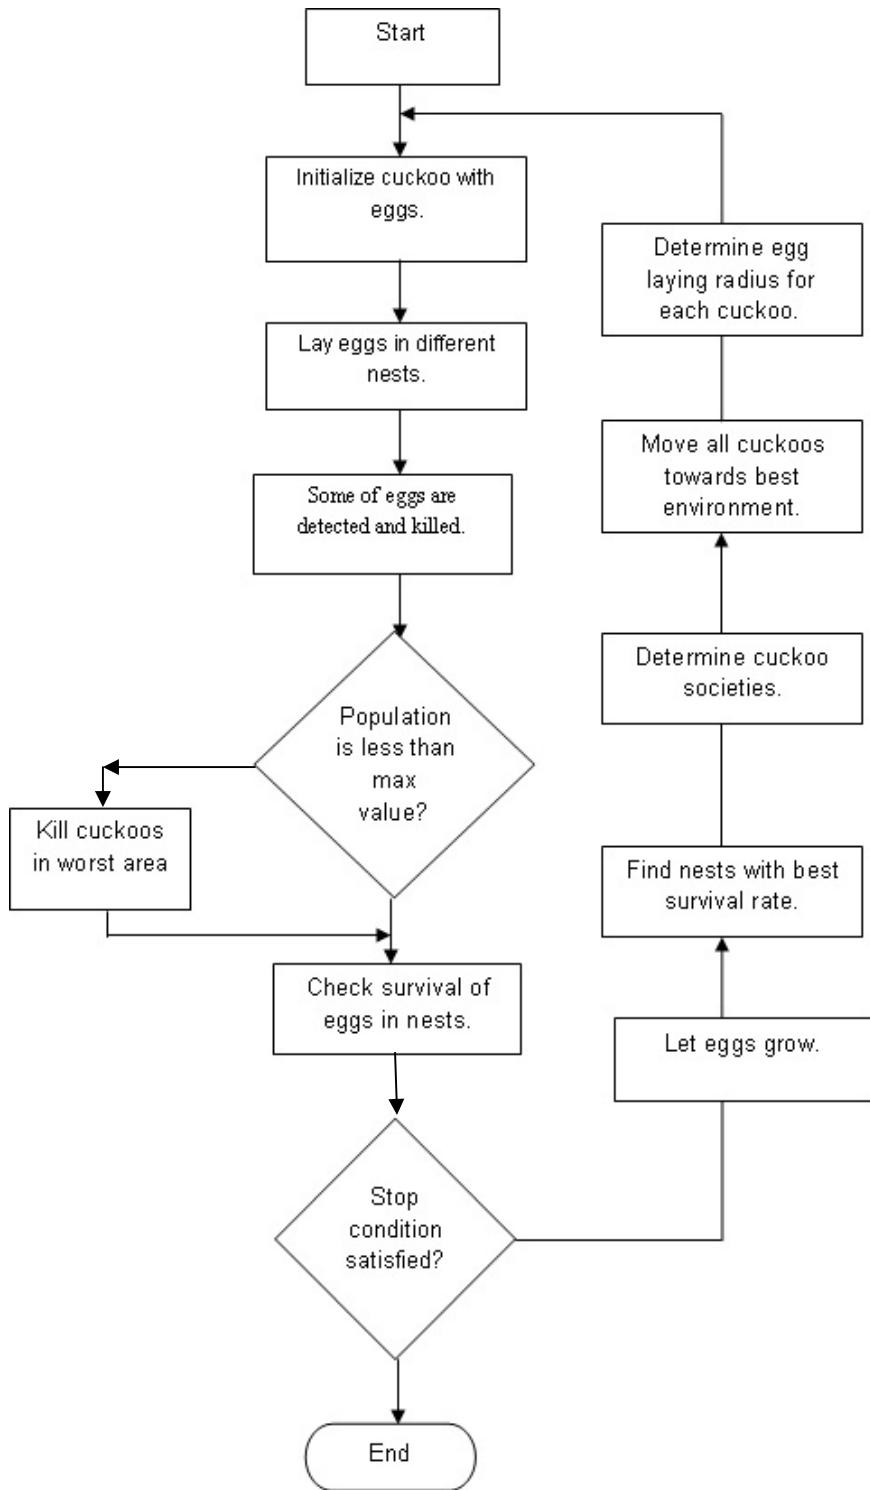 Start
Initialize cuckoo with
eggs.
Lay eggs in different
nests.
Some of eggs are
detected and killed.
Population
is less than
max
value?
Kill cuckoos
in worst area
Check survival of
eggs in nests.
Stop
condition
satisfied?
End
Let eggs grow.
Find nests with best
survival rate.
Determine cuckoo
societies.
Move all cuckoos
towards best
environment.
Determine egg
laying radius for
each cuckoo.